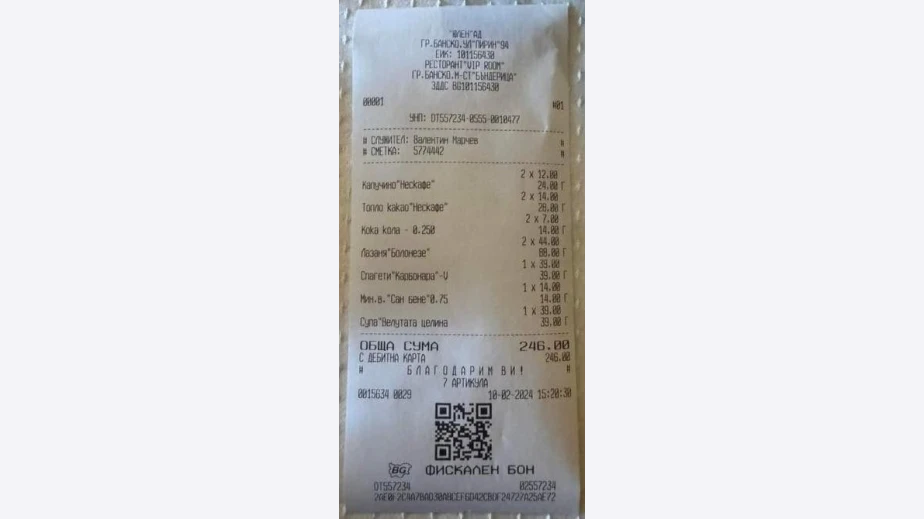 "ЮЛЕН"АД
ГР.БАНСКО,УЛ"ПИРИН"94
ЕИК: 101156430
РЕСТОРАНТ"VIP ROOM"
ГР.БАНСКО,М-СТ"БЪНДЕРИЦА"
ЗДДС BG101156430
00001 #01
УНП: DT557234-0555-0010477
# СЛУЖИТЕЛ: Валентин Марчев #
# СМЕТКА: 5774442 #
2 x 12.00
Капучино"Нескафе" 24.00 Г
2 x 14.00
Топло какао"Нескафе" 28.00 Г
2 x 7.00
Кока кола - 0.250 14.00 Г
2 x 44.00
Лазаня"Болонезе" 88.00 Г
1 x 39.00
Спагети"Карбонара"-V 39.00 Г
1 x 14.00
Мин.в."Сан бене"0.75 14.00 Г
1 x 39.00
Супа"Велутата целина 39.00 Г
ОБЩА СУМА 246.00
С ДЕБИТНА КАРТА 246.00
# БЛАГОДАРИМ ВИ! #
7 АРТИКУЛА
0015634 0029 10-02-2024 15:20:30
BG ФИСКАЛЕН БОН
DT557234 02557234